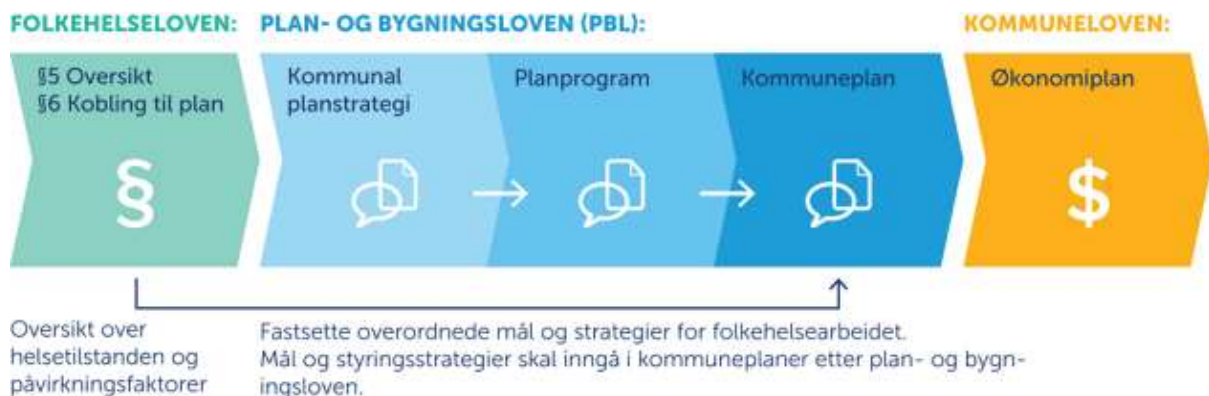 FOLKEHELSELOVEN:
PLAN- OG BYGNINGSLOVEN (PBL):
KOMMUNELOVEN:
§5 Oversikt
§6 Kobling til plan
§
Kommunal
planstrategi
Planprogram
Kommuneplan
Økonomiplan
$
Oversikt over
helsetilstanden og
påvirkningsfaktorer
Fastsette overordnede mål og strategier for folkehelsearbeidet.
Mål og styringsstrategier skal inngå i kommuneplaner etter plan- og bygn-
ingsloven.